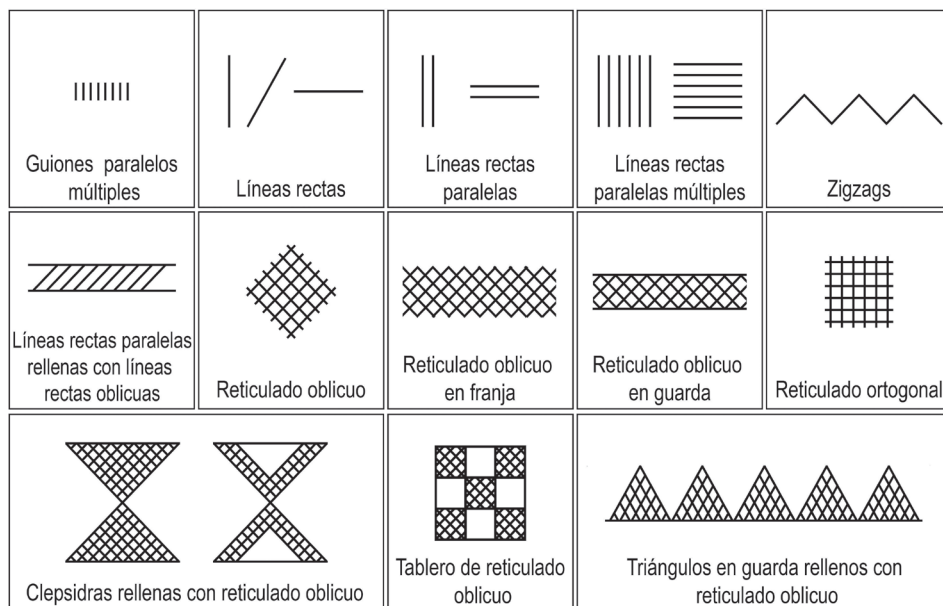 Guiones paralelos
múltiples
Líneas rectas
Líneas rectas
paralelas
Líneas rectas
paralelas múltiples
Zigzags
Líneas rectas paralelas
rellenas con líneas
rectas oblicuas
Reticulado oblicuo
Reticulado oblicuo
en franja
Reticulado oblicuo
en guarda
Reticulado ortogonal
Clepsidras rellenas con reticulado oblicuo
Tablero de reticulado
oblicuo
Triángulos en guarda rellenos con
reticulado oblicuo